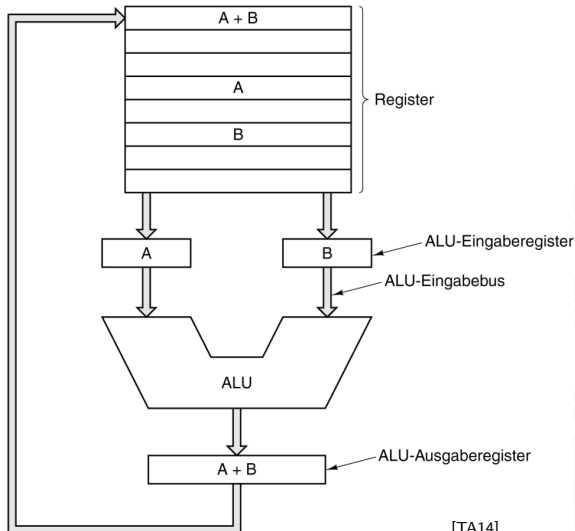 A + B
A
Register
B
A
B
ALU-Eingaberegister
ALU-Eingabebus
ALU
A + B
ALU-Ausgaberegister
[TA14]